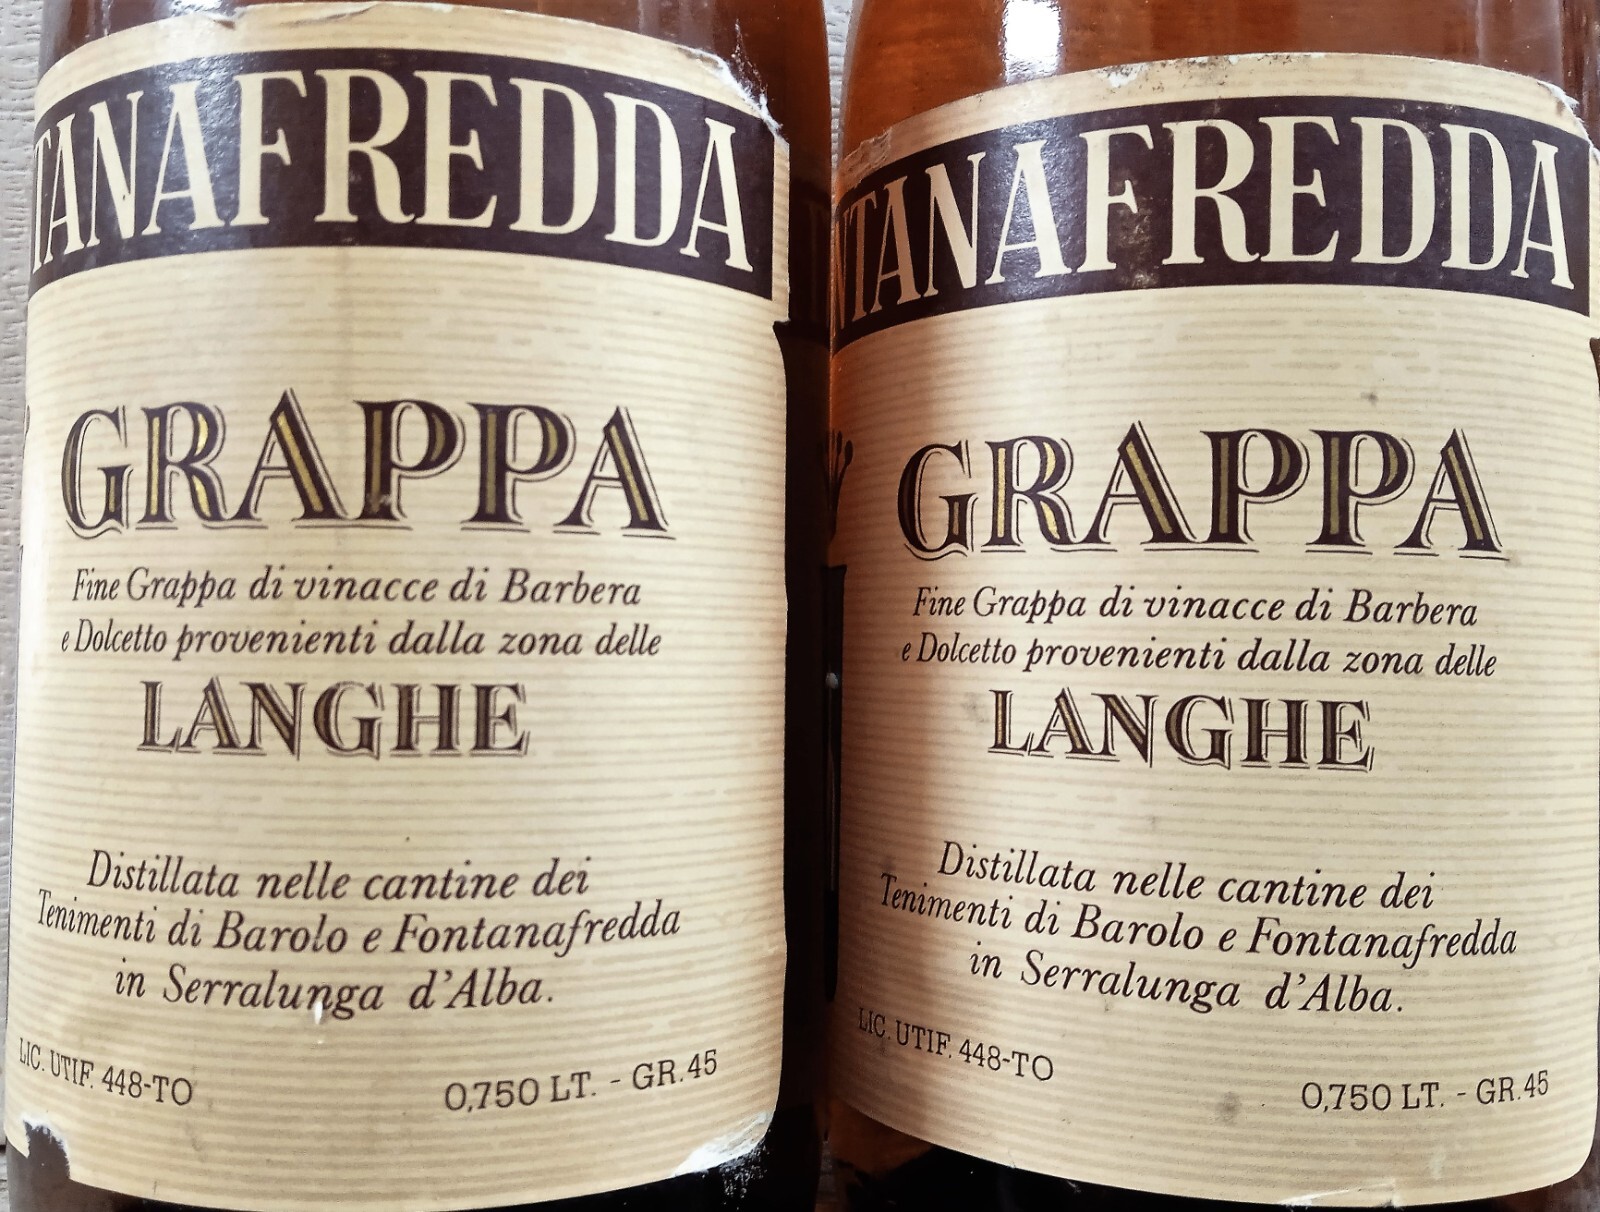 TANAFREDDA
GRAPPA
Fine Grappa di vinacce di Barbera
e Dolcetto provenienti dalla zona delle
LANGHE
Distillata nelle cantine dei
Tenimenti di Barolo e Fontanafredda
in Serralunga d'Alba.
LIC. UTIF. 448-TO
0,750 LT. - GR.45
NTANAFREDDA
GRAPPA
Fine Grappa di vinacce di Barbera
e Dolcetto provenienti dalla zona delle
LANGHE
Distillata nelle cantine dei
Tenimenti di Barolo e Fontanafredda
in Serralunga d'Alba.
LIC. UTIF. 448-TO
0,750 LT. - GR.45